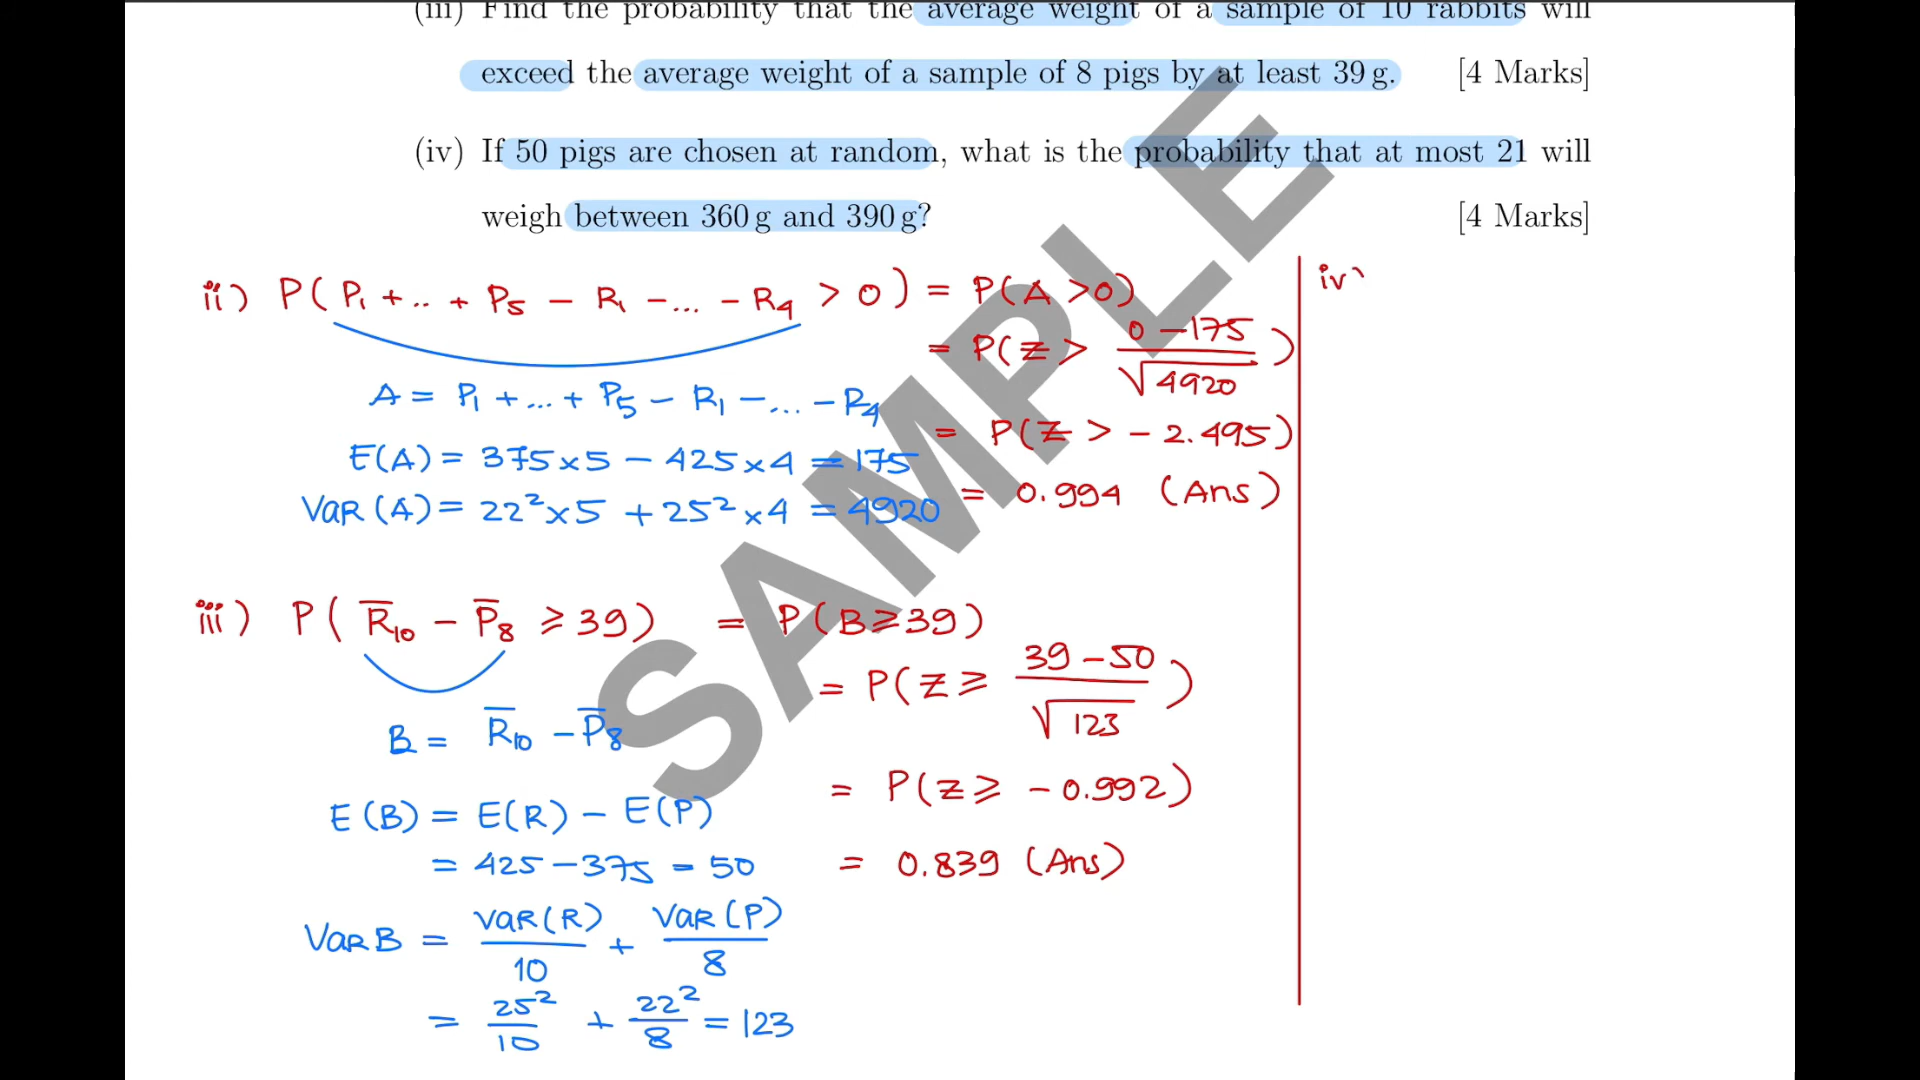 (iii) Find the probability that the average weight of a sample of 10 rabbits will
exceed the average weight of a sample of 8 pigs by at least 39 g. [4 Marks]
(iv) If 50 pigs are chosen at random, what is the probability that at most 21 will
weigh between 360 g and 390 g? [4 Marks]
ii) P( P₁ + .. + P₅ − R₁ − ... − R₄ > 0 ) = P( A > 0 )
= P( Z > (0 − 175)/√4920 )
A = P₁ + ... + P₅ − R₁ − ... − R₄
= P( Z > − 2.495 )
E(A) = 375×5 − 425×4 = 175
= 0.994 (Ans)
VAR (A) = 22²×5 + 25²×4 = 4920
iii) P( R̅₁₀ − P̅₈ ⩾ 39 ) = P ( B ⩾ 39 )
= P( Z ⩾ (39 − 50)/√123 )
B = R̅₁₀ − P̅₈
= P( Z ⩾ − 0.992 )
E (B) = E(R) − E(P)
= 425 − 375 = 50
= 0.839 (Ans)
VAR B = VAR(R)/10 + VAR(P)/8
= 25²/10 + 22²/8 = 123
iv)
SAMPLE